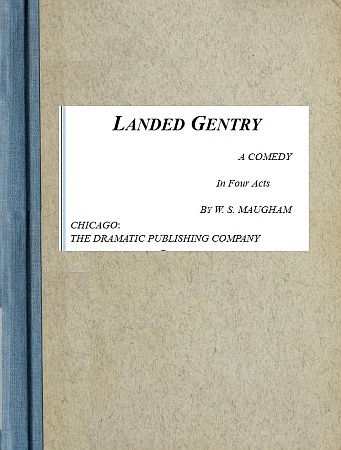 LANDED GENTRY
A COMEDY
In Four Acts
BY W. S. MAUGHAM
CHICAGO:
THE DRAMATIC PUBLISHING COMPANY